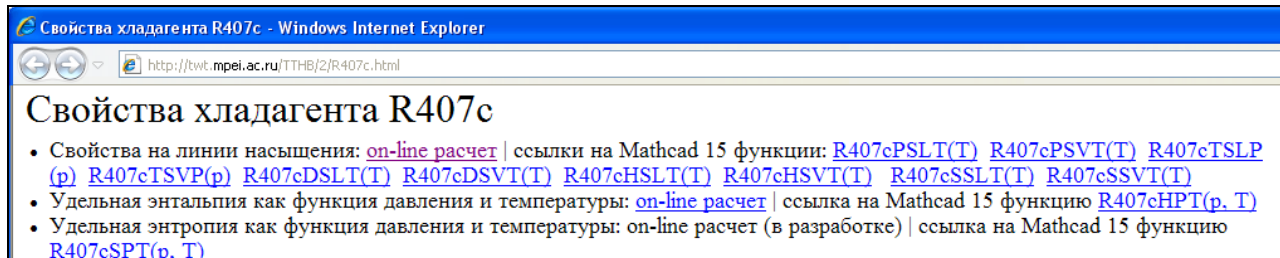 Свойства хладагента R407c - Windows Internet Explorer
http://twt.mpei.ac.ru/TTHB/2/R407c.html
Свойства хладагента R407c
• Свойства на линии насыщения: on-line расчет | ссылки на Mathcad 15 функции: R407cPSLT(T) R407cPSVT(T) R407cTSLP
(p) R407cTSVP(p) R407cDSLT(T) R407cDSVT(T) R407cHSLT(T) R407cHSVT(T) R407cSSLT(T) R407cSSVT(T)
• Удельная энтальпия как функция давления и температуры: on-line расчет | ссылка на Mathcad 15 функцию R407cHPT(p, T)
• Удельная энтропия как функция давления и температуры: on-line расчет (в разработке) | ссылка на Mathcad 15 функцию
R407cSPT(p, T)